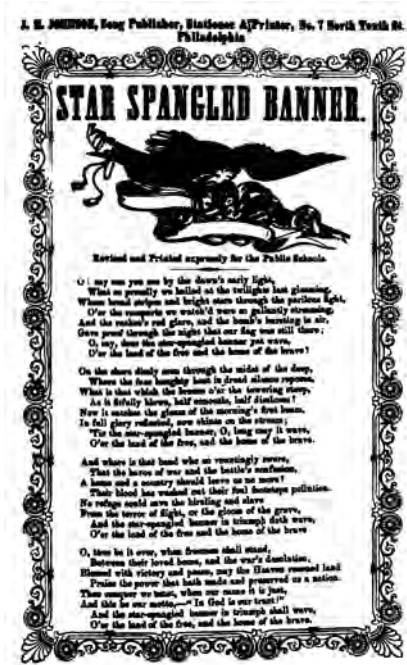 J. H. JOHNSON, Song Publisher, Stationer & Printer, No. 7 North Tenth St.
Philadelphia
STAR SPANGLED BANNER.
Revised and Printed expressly for the Public Schools.
O! say can you see by the dawn's early light,
What so proudly we hailed at the twilight's last gleaming,
Whose broad stripes and bright stars through the perilous fight,
O'er the ramparts we watch'd were so gallantly streaming,
And the rocket's red glare, and the bomb's bursting in air,
Gave proof through the night that our flag was still there;
O, say, does the star-spangled banner yet wave,
O'er the land of the free and the home of the brave?
On the shore dimly seen through the midst of the deep,
Where the foes haughty host in dread silence reposes,
What is that which the breeze o'er the towering steep,
As it fitfully blows, half conceals, half discloses?
Now it catches the gleam of the morning's first beam,
In full glory reflected, now shines on the stream;
'Tis the star-spangled banner, O, long may it wave,
O'er the land of the free, and the home of the brave.
And where is that band who so vauntingly swore,
That the havoc of war and the battle's confusion,
A home and a country should leave us no more?
Their blood has washed out their foul footsteps pollution.
No refuge could save the hireling and slave
From the terror of flight, or the gloom of the grave,
And the star-spangled banner in triumph doth wave,
O'er the land of the free, and the home of the brave
O, thus be it ever, when freemen shall stand,
Between their loved home, and the war's desolation,
Blessed with victory and peace, may the Heaven rescued land
Praise the power that hath made and preserved us a nation.
Then conquer we must, when our cause it is just,
And this be our motto,—"In God is our trust!"
And the star-spangled banner in triumph shall wave,
O'er the land of the free, and the home of the brave.